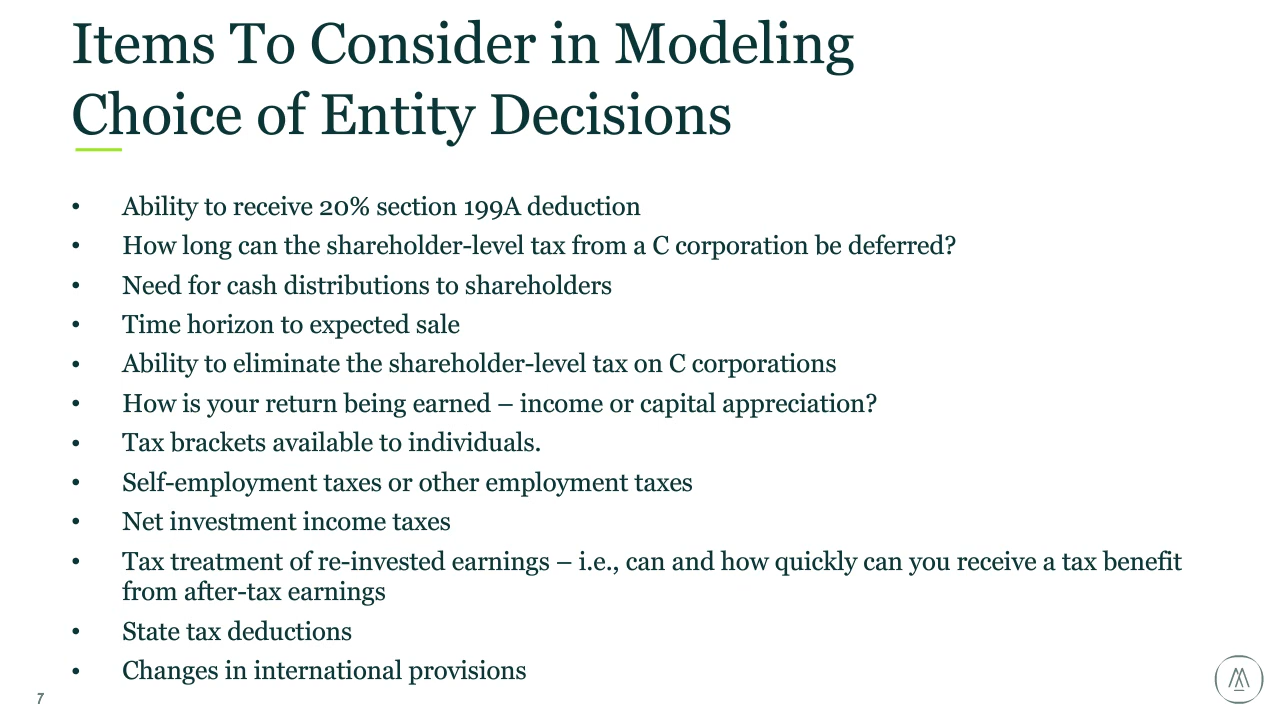 Items To Consider in Modeling
Choice of Entity Decisions
• Ability to receive 20% section 199A deduction
• How long can the shareholder-level tax from a C corporation be deferred?
• Need for cash distributions to shareholders
• Time horizon to expected sale
• Ability to eliminate the shareholder-level tax on C corporations
• How is your return being earned – income or capital appreciation?
• Tax brackets available to individuals.
• Self-employment taxes or other employment taxes
• Net investment income taxes
• Tax treatment of re-invested earnings – i.e., can and how quickly can you receive a tax benefit
from after-tax earnings
• State tax deductions
• Changes in international provisions
7